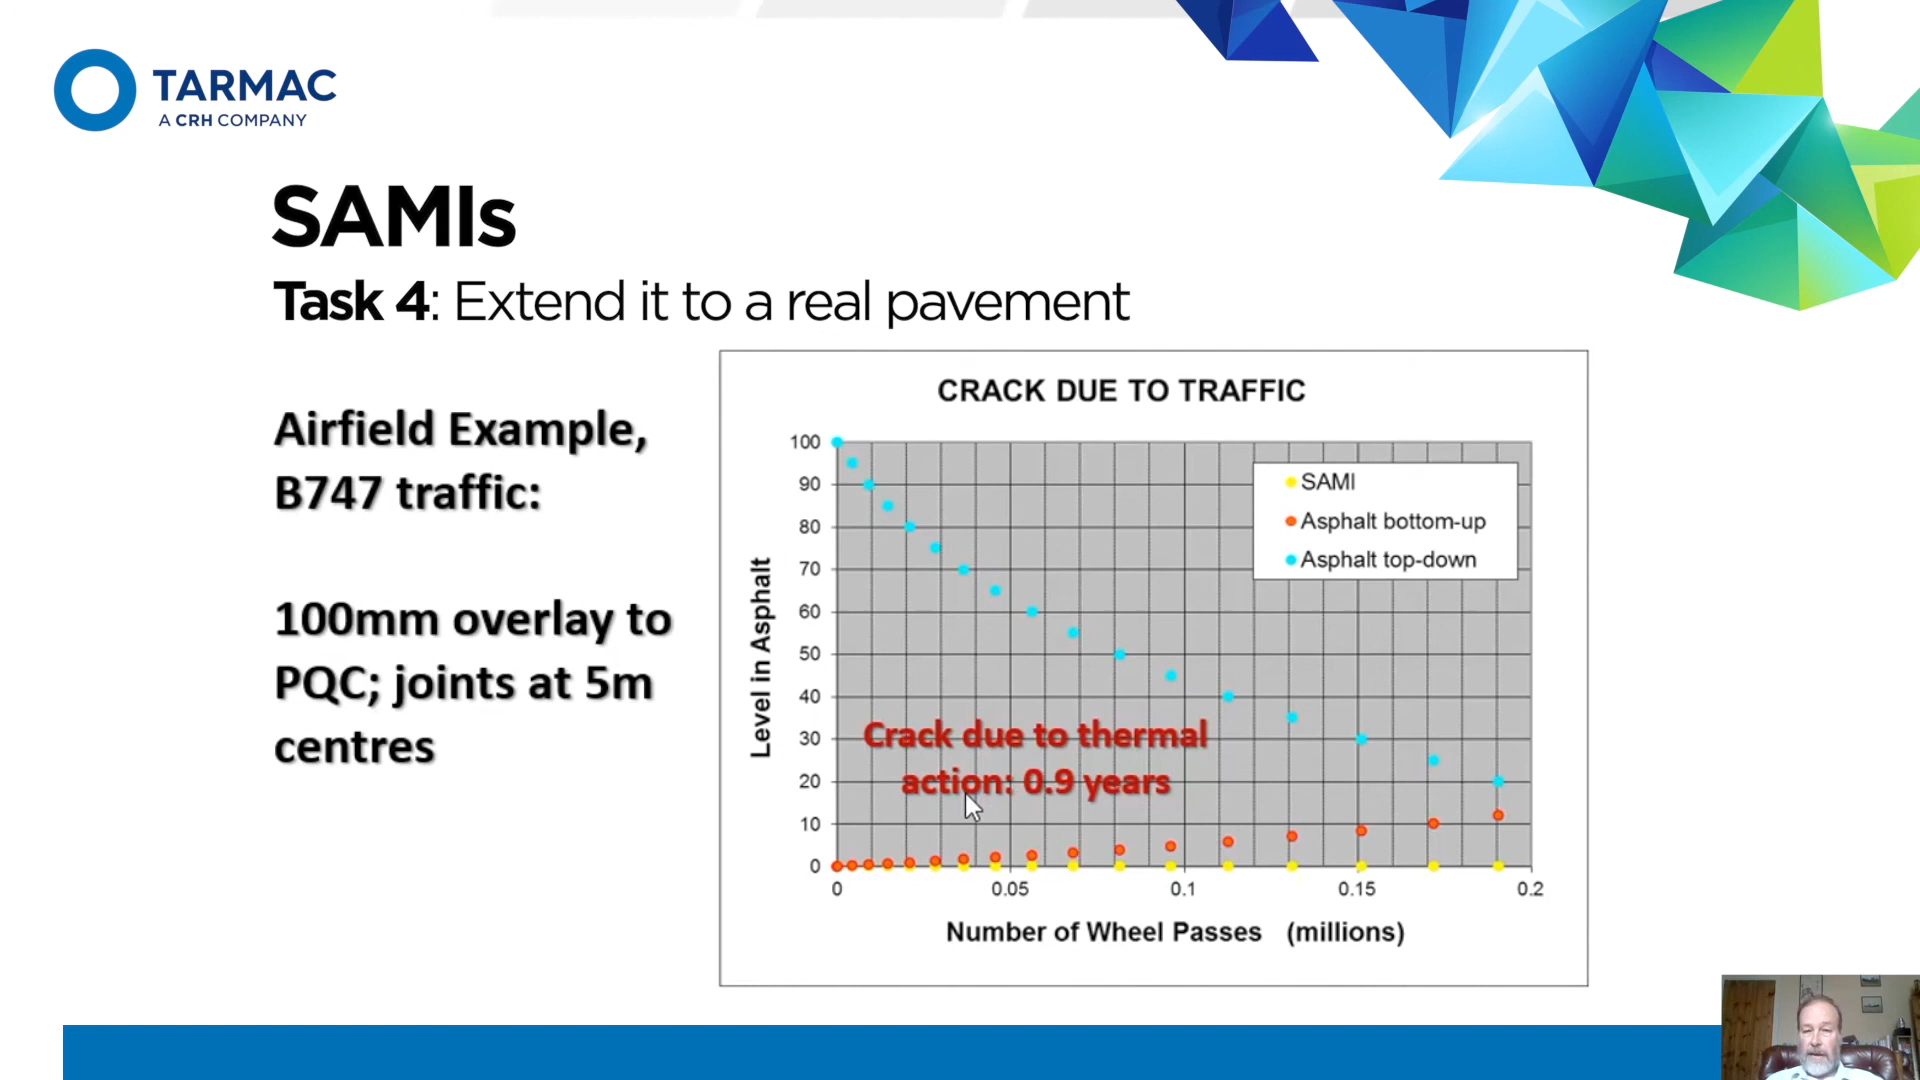 TARMAC
A CRH COMPANY
SAMIs
Task 4: Extend it to a real pavement
Airfield Example,
B747 traffic:
100mm overlay to
PQC; joints at 5m
centres
CRACK DUE TO TRAFFIC
100
90
80
70
60
50
40
30
20
10
0
Level in Asphalt
SAMI
Asphalt bottom-up
Asphalt top-down
Crack due to thermal
action: 0.9 years
0 0.05 0.1 0.15 0.2
Number of Wheel Passes (millions)